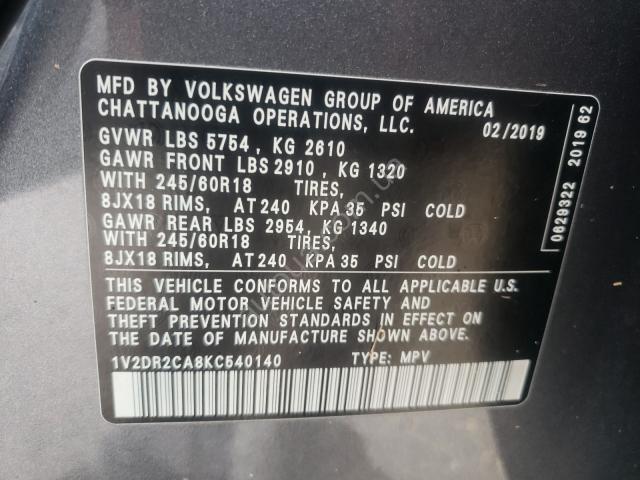 MFD BY VOLKSWAGEN GROUP OF AMERICA
CHATTANOOGA OPERATIONS, LLC. 02/2019
GVWR LBS 5754 , KG 2610
GAWR FRONT LBS 2910 , KG 1320
WITH 245/60R18 TIRES,
8JX18 RIMS, AT 240 KPA 35 PSI COLD
GAWR REAR LBS 2954, KG 1340
WITH 245/60R18 TIRES,
8JX18 RIMS, AT 240 KPA 35 PSI COLD
THIS VEHICLE CONFORMS TO ALL APPLICABLE U.S.
FEDERAL MOTOR VEHICLE SAFETY AND
THEFT PREVENTION STANDARDS IN EFFECT ON
THE DATE OF MANUFACTURE SHOWN ABOVE.
1V2DR2CA8KC540140 TYPE: MPV
0629322 2019 62